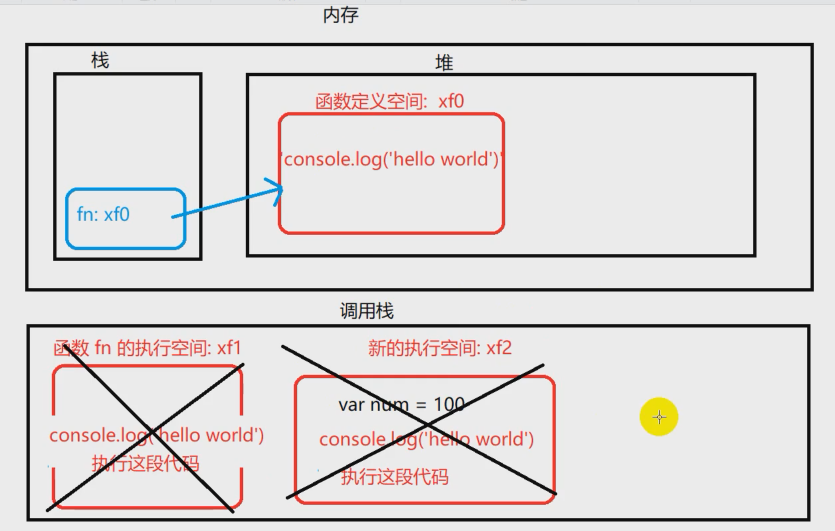 内存
栈
堆
函数定义空间: xf0
'console.log('hello world')'
fn: xf0
调用栈
函数 fn 的执行空间: xf1
新的执行空间: xf2
var num = 100
console.log('hello world')
console.log('hello world')
执行这段代码
执行这段代码